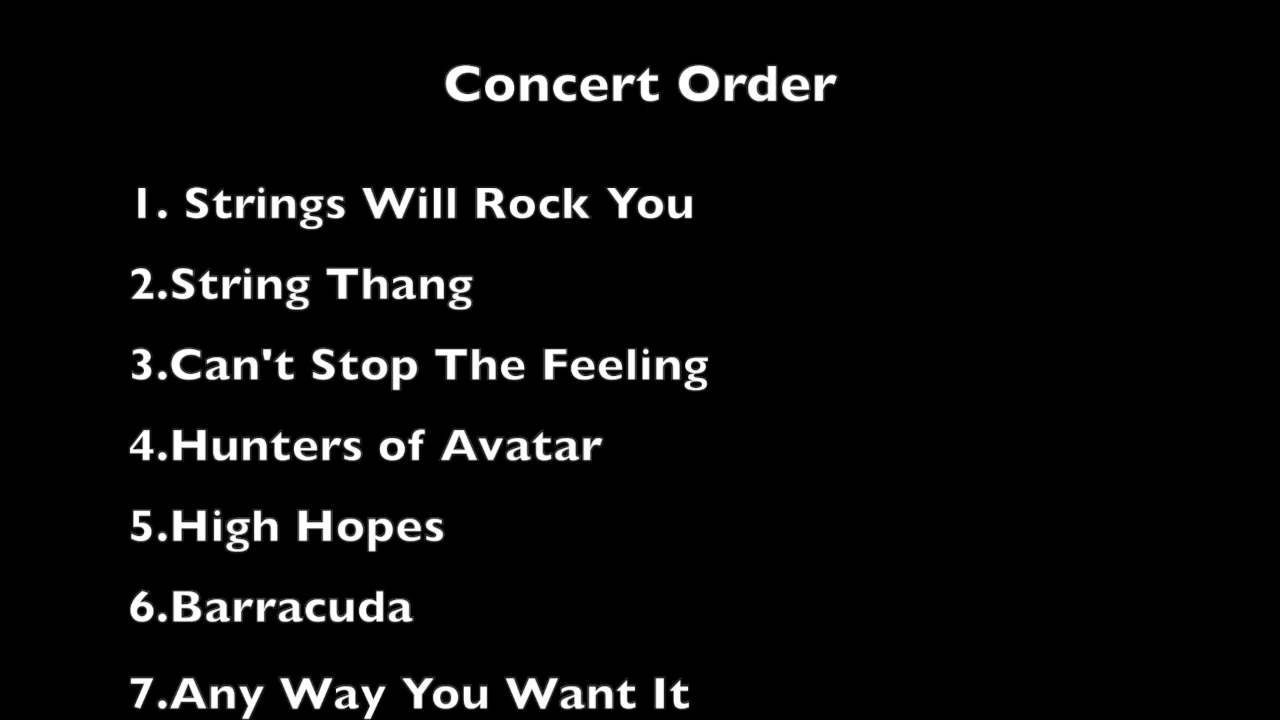 Concert Order
1. Strings Will Rock You
2.String Thang
3.Can't Stop The Feeling
4.Hunters of Avatar
5.High Hopes
6.Barracuda
7.Any Way You Want It